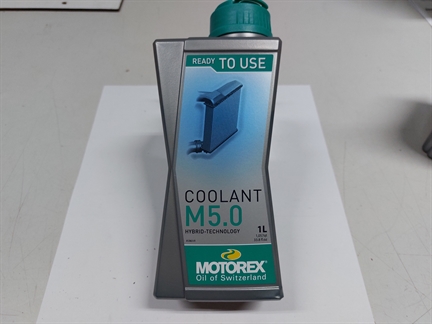 READY TO USE
COOLANT
M5.0
HYBRID-TECHNOLOGY
1L
MOTOREX
Oil of Switzerland